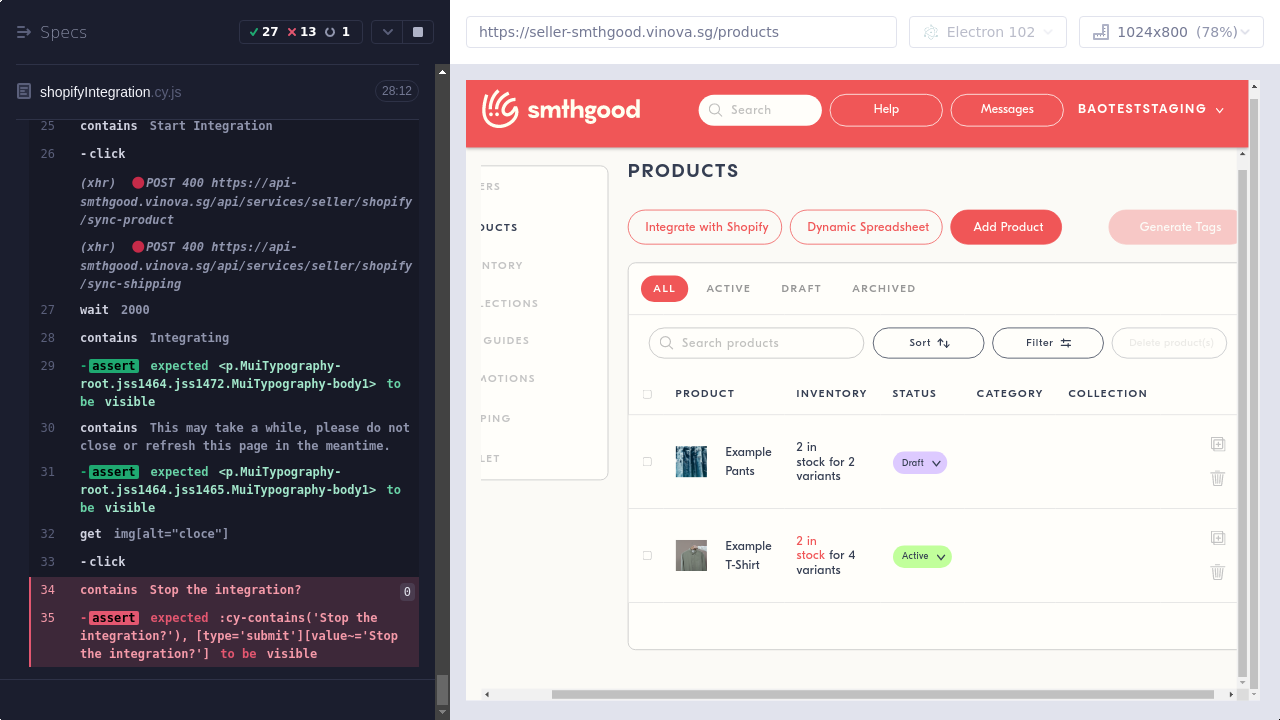 Specs
27
13
1
https://seller-smthgood.vinova.sg/products
Electron 102
1024x800 (78%)
shopifyIntegration.cy.js
28:12
25 contains Start Integration
26 -click
(xhr) POST 400 https://api-
smthgood.vinova.sg/api/services/seller/shopify
/sync-product
(xhr) POST 400 https://api-
smthgood.vinova.sg/api/services/seller/shopify
/sync-shipping
27 wait 2000
28 contains Integrating
29 -assert expected <p.MuiTypography-
root.jss1464.jss1472.MuiTypography-body1> to
be visible
30 contains This may take a while, please do not
close or refresh this page in the meantime.
31 -assert expected <p.MuiTypography-
root.jss1464.jss1465.MuiTypography-body1> to
be visible
32 get img[alt="cloce"]
33 -click
34 contains Stop the integration? 0
35 -assert expected :cy-contains('Stop the
integration?'), [type='submit'][value~='Stop
the integration?'] to be visible
smthgood
Search
Help
Messages
BAOTESTSTAGING
ERS
DUCTS
NTORY
LECTIONS
GUIDES
MOTIONS
PING
LET
PRODUCTS
Integrate with Shopify
Dynamic Spreadsheet
Add Product
Generate Tags
ALL ACTIVE DRAFT ARCHIVED
Search products
Sort
Filter
Delete product(s)
PRODUCT INVENTORY STATUS CATEGORY COLLECTION
Example
Pants
2 in
stock for 2
variants
Draft
Example
T-Shirt
2 in
stock for 4
variants
Active